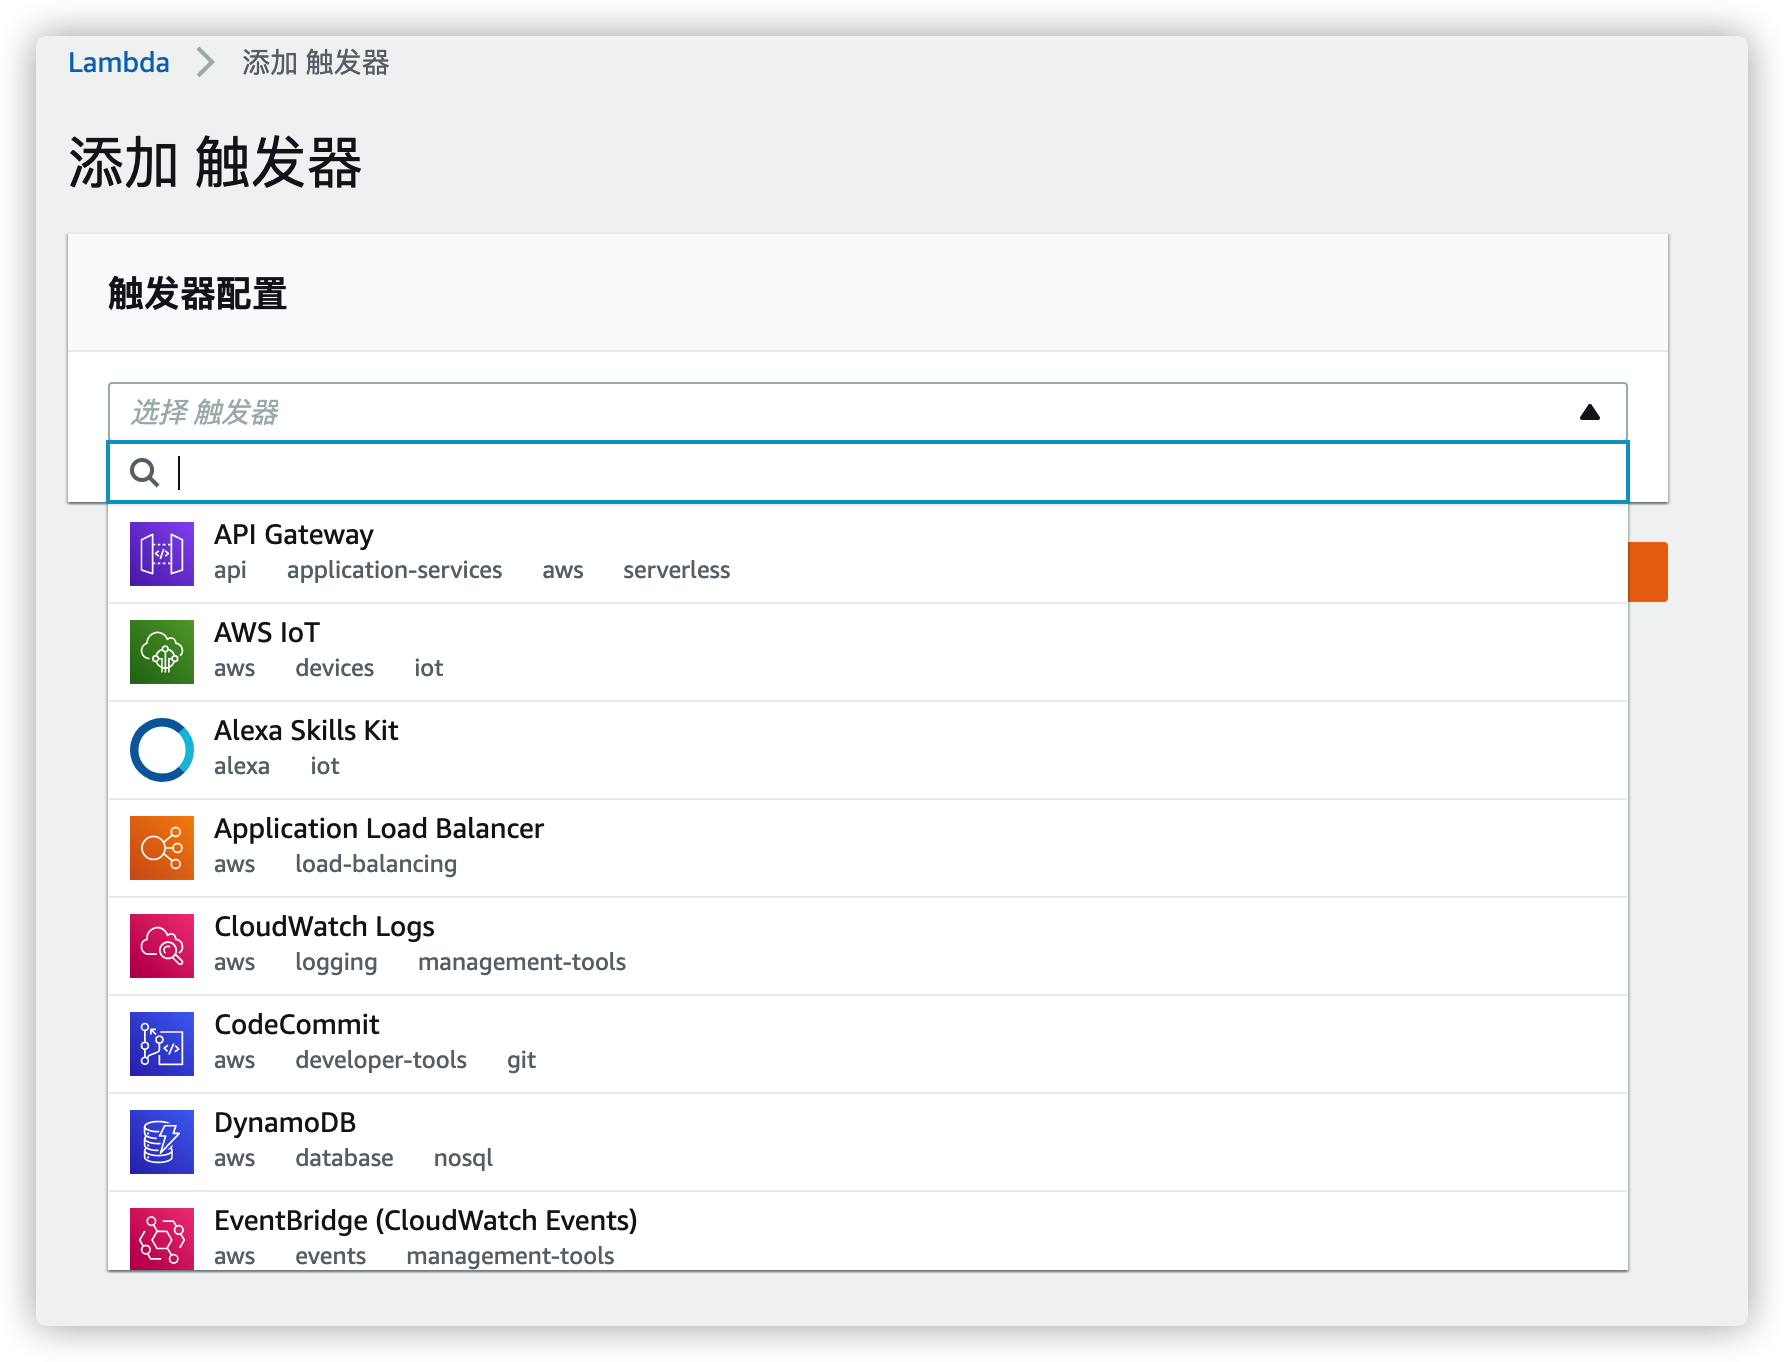 Lambda > 添加 触发器
添加 触发器
触发器配置
选择 触发器
API Gateway
api application-services aws serverless
AWS IoT
aws devices iot
Alexa Skills Kit
alexa iot
Application Load Balancer
aws load-balancing
CloudWatch Logs
aws logging management-tools
CodeCommit
aws developer-tools git
DynamoDB
aws database nosql
EventBridge (CloudWatch Events)
aws events management-tools